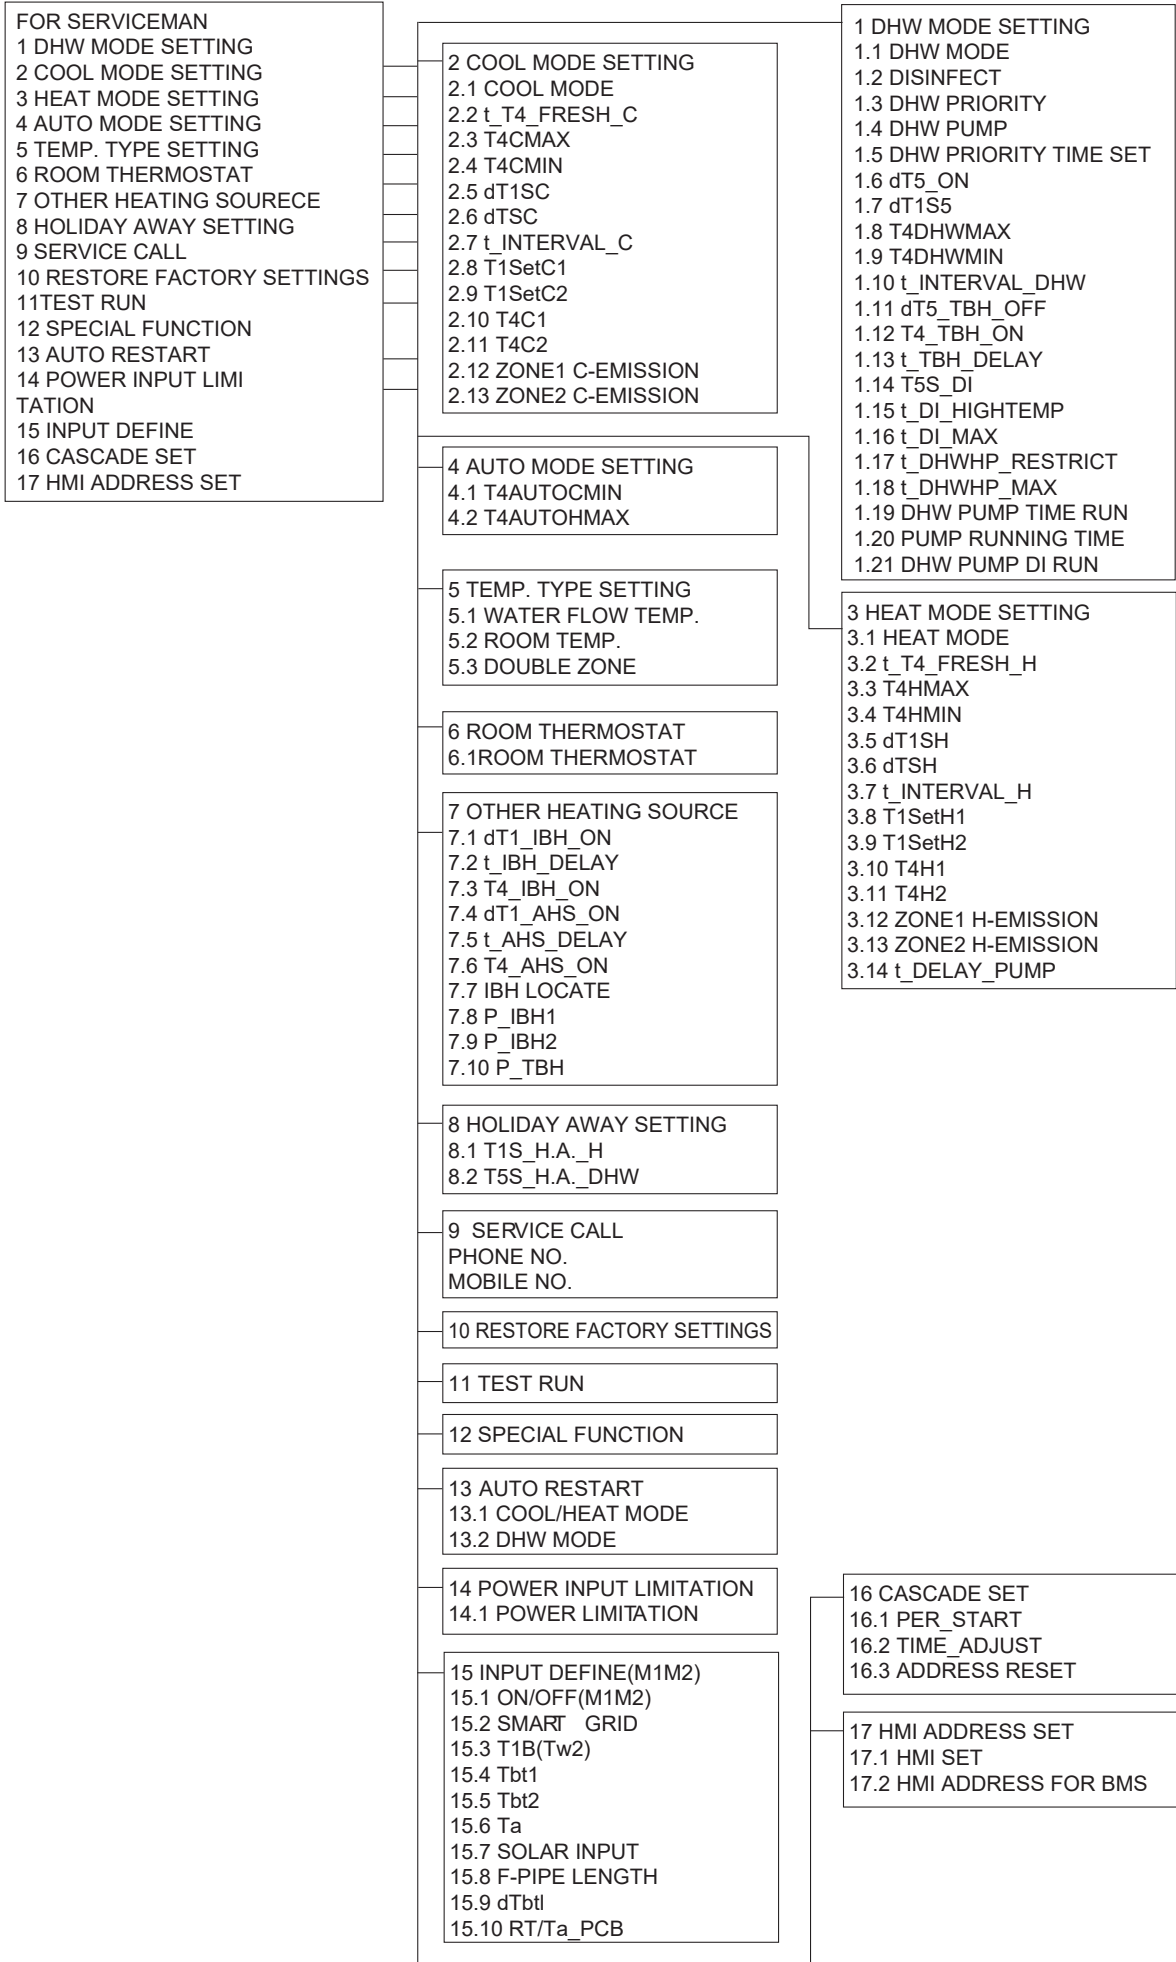 FOR SERVICEMAN
1 DHW MODE SETTING
2 COOL MODE SETTING
3 HEAT MODE SETTING
4 AUTO MODE SETTING
5 TEMP. TYPE SETTING
6 ROOM THERMOSTAT
7 OTHER HEATING SOURECE
8 HOLIDAY AWAY SETTING
9 SERVICE CALL
10 RESTORE FACTORY SETTINGS
11TEST RUN
12 SPECIAL FUNCTION
13 AUTO RESTART
14 POWER INPUT LIMI
TATION
15 INPUT DEFINE
16 CASCADE SET
17 HMI ADDRESS SET
1 DHW MODE SETTING
1.1 DHW MODE
1.2 DISINFECT
1.3 DHW PRIORITY
1.4 DHW PUMP
1.5 DHW PRIORITY TIME SET
1.6 dT5_ON
1.7 dT1S5
1.8 T4DHWMAX
1.9 T4DHWMIN
1.10 t_INTERVAL_DHW
1.11 dT5_TBH_OFF
1.12 T4_TBH_ON
1.13 t_TBH_DELAY
1.14 T5S_DI
1.15 t_DI_HIGHTEMP
1.16 t_DI_MAX
1.17 t_DHWHP_RESTRICT
1.18 t_DHWHP_MAX
1.19 DHW PUMP TIME RUN
1.20 PUMP RUNNING TIME
1.21 DHW PUMP DI RUN
2 COOL MODE SETTING
2.1 COOL MODE
2.2 t_T4_FRESH_C
2.3 T4CMAX
2.4 T4CMIN
2.5 dT1SC
2.6 dTSC
2.7 t_INTERVAL_C
2.8 T1SetC1
2.9 T1SetC2
2.10 T4C1
2.11 T4C2
2.12 ZONE1 C-EMISSION
2.13 ZONE2 C-EMISSION
3 HEAT MODE SETTING
3.1 HEAT MODE
3.2 t_T4_FRESH_H
3.3 T4HMAX
3.4 T4HMIN
3.5 dT1SH
3.6 dTSH
3.7 t_INTERVAL_H
3.8 T1SetH1
3.9 T1SetH2
3.10 T4H1
3.11 T4H2
3.12 ZONE1 H-EMISSION
3.13 ZONE2 H-EMISSION
3.14 t_DELAY_PUMP
4 AUTO MODE SETTING
4.1 T4AUTOCMIN
4.2 T4AUTOHMAX
5 TEMP. TYPE SETTING
5.1 WATER FLOW TEMP.
5.2 ROOM TEMP.
5.3 DOUBLE ZONE
6 ROOM THERMOSTAT
6.1ROOM THERMOSTAT
7 OTHER HEATING SOURCE
7.1 dT1_IBH_ON
7.2 t_IBH_DELAY
7.3 T4_IBH_ON
7.4 dT1_AHS_ON
7.5 t_AHS_DELAY
7.6 T4_AHS_ON
7.7 IBH LOCATE
7.8 P_IBH1
7.9 P_IBH2
7.10 P_TBH
8 HOLIDAY AWAY SETTING
8.1 T1S_H.A._H
8.2 T5S_H.A._DHW
9 SERVICE CALL
PHONE NO.
MOBILE NO.
10 RESTORE FACTORY SETTINGS
11 TEST RUN
12 SPECIAL FUNCTION
13 AUTO RESTART
13.1 COOL/HEAT MODE
13.2 DHW MODE
14 POWER INPUT LIMITATION
14.1 POWER LIMITATION
15 INPUT DEFINE(M1M2)
15.1 ON/OFF(M1M2)
15.2 SMART GRID
15.3 T1B(Tw2)
15.4 Tbt1
15.5 Tbt2
15.6 Ta
15.7 SOLAR INPUT
15.8 F-PIPE LENGTH
15.9 dTbtl
15.10 RT/Ta_PCB
16 CASCADE SET
16.1 PER_START
16.2 TIME_ADJUST
16.3 ADDRESS RESET
17 HMI ADDRESS SET
17.1 HMI SET
17.2 HMI ADDRESS FOR BMS